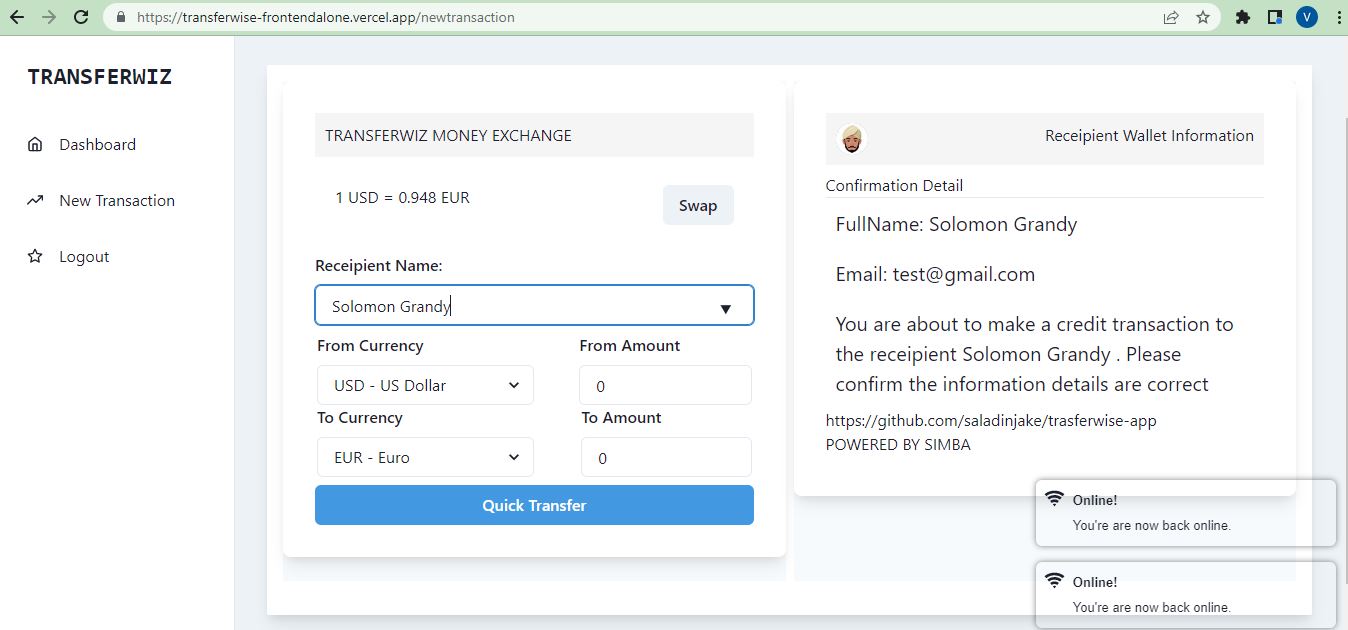 https://transferwise-frontendalone.vercel.app/newtransaction
V
TRANSFERWIZ
Dashboard
New Transaction
Logout
TRANSFERWIZ MONEY EXCHANGE
1 USD = 0.948 EUR
Swap
Receipient Name:
Solomon Grandy
From Currency
From Amount
USD - US Dollar
0
To Currency
To Amount
EUR - Euro
0
Quick Transfer
Receipient Wallet Information
Confirmation Detail
FullName: Solomon Grandy
Email: test@gmail.com
You are about to make a credit transaction to
the receipient Solomon Grandy . Please
confirm the information details are correct
https://github.com/saladinjake/trasferwise-app
POWERED BY SIMBA
Online!
You're are now back online.
Online!
You're are now back online.